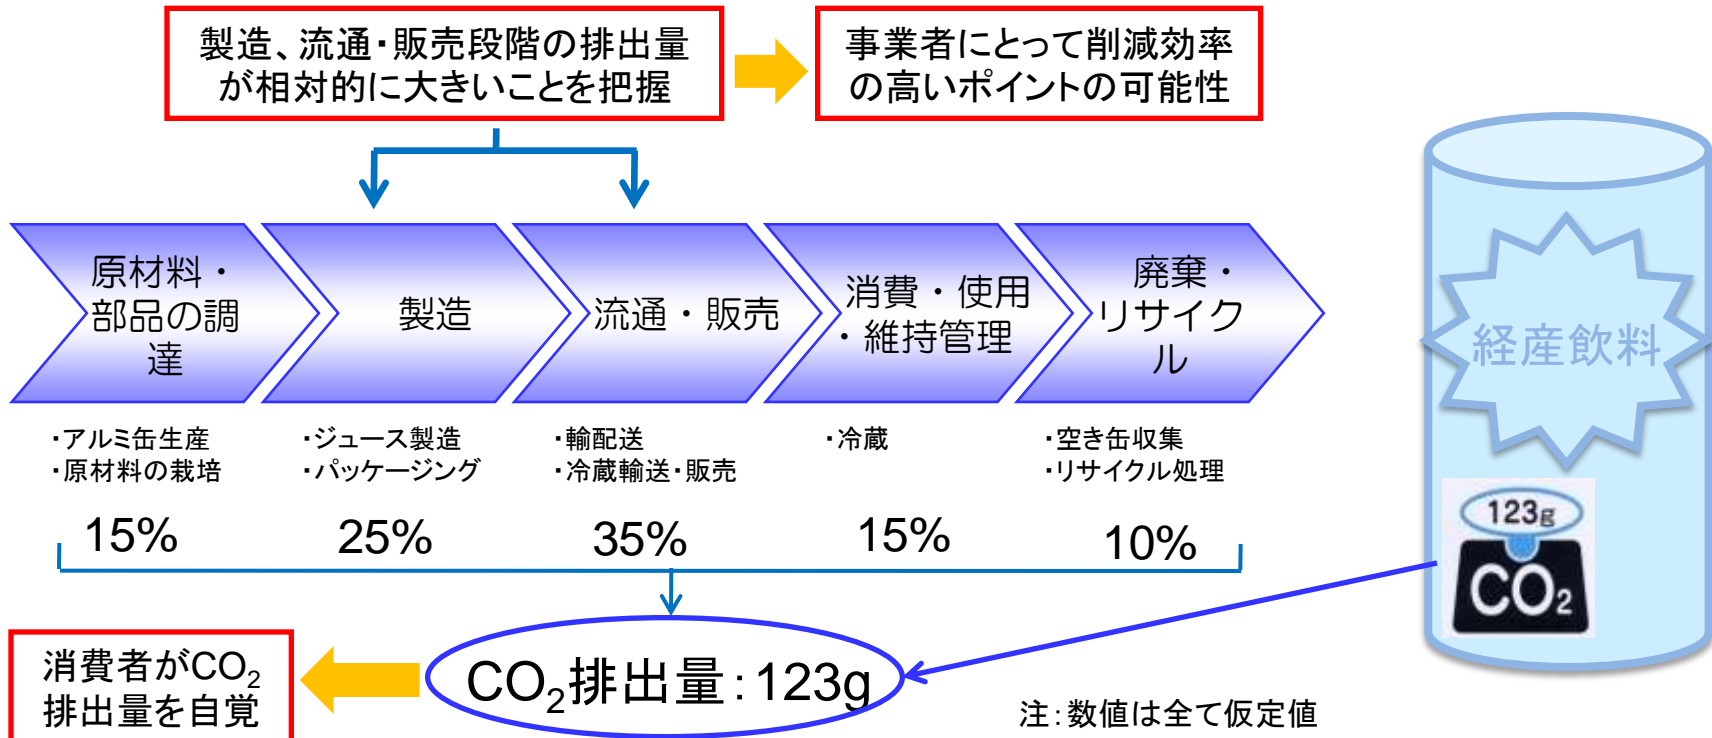 製造、流通・販売段階の排出量
が相対的に大きいことを把握
事業者にとって削減効率
の高いポイントの可能性
原材料・
部品の調
達
製造
流通・販売
消費・使用
・維持管理
廃棄・
リサイク
ル
・アルミ缶生産
・原材料の栽培
・ジュース製造
・パッケージング
・輸配送
・冷蔵輸送・販売
・冷蔵
・空き缶収集
・リサイクル処理
15%
25%
35%
15%
10%
経産飲料
123g
CO₂
CO₂排出量：123g
消費者がCO₂
排出量を自覚
注：数値は全て仮定値